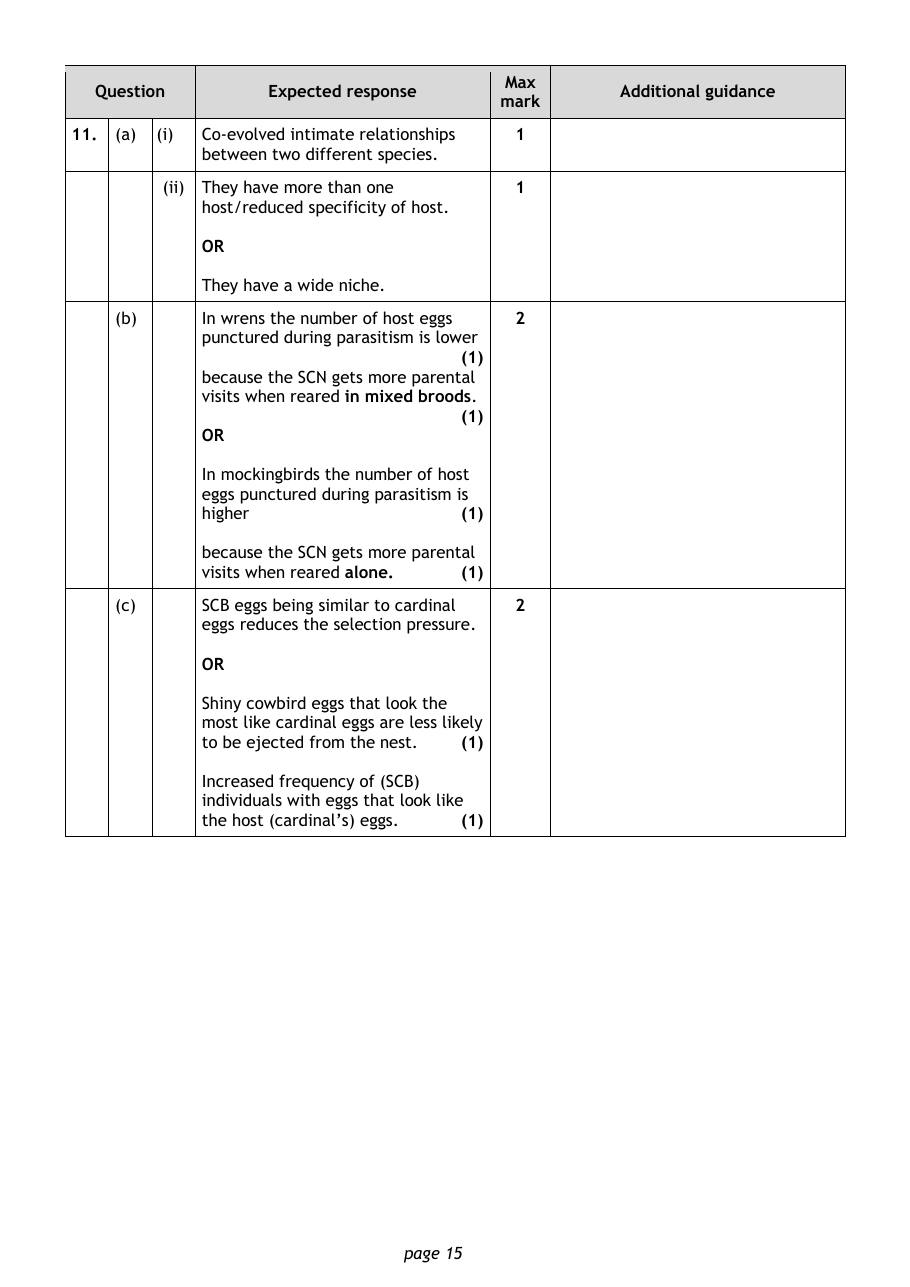 Question Expected response Max mark Additional guidance
11. (a) (i) Co-evolved intimate relationships 1
between two different species.
(ii) They have more than one 1
host/reduced specificity of host.
OR
They have a wide niche.
(b) In wrens the number of host eggs 2
punctured during parasitism is lower
(1)
because the SCN gets more parental
visits when reared in mixed broods.
(1)
OR
In mockingbirds the number of host
eggs punctured during parasitism is
higher (1)
because the SCN gets more parental
visits when reared alone. (1)
(c) SCB eggs being similar to cardinal 2
eggs reduces the selection pressure.
OR
Shiny cowbird eggs that look the
most like cardinal eggs are less likely
to be ejected from the nest. (1)
Increased frequency of (SCB)
individuals with eggs that look like
the host (cardinal’s) eggs. (1)
page 15